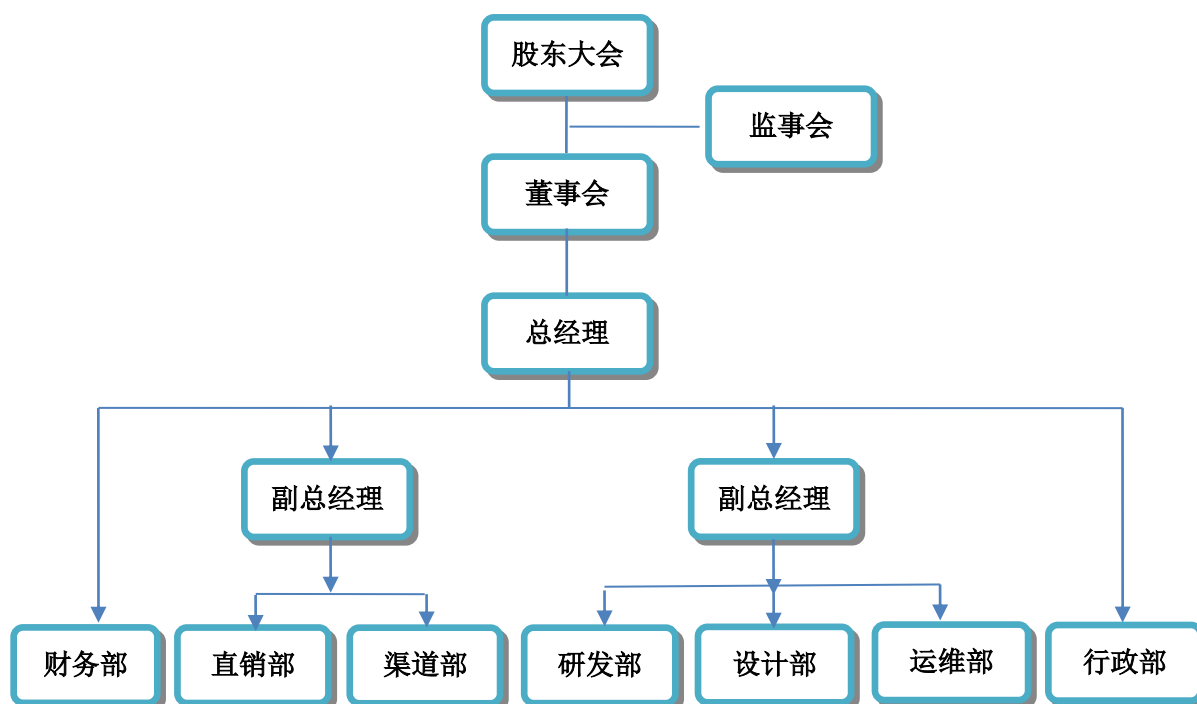 股东大会
监事会
董事会
总经理
副总经理
副总经理
财务部
直销部
渠道部
研发部
设计部
运维部
行政部